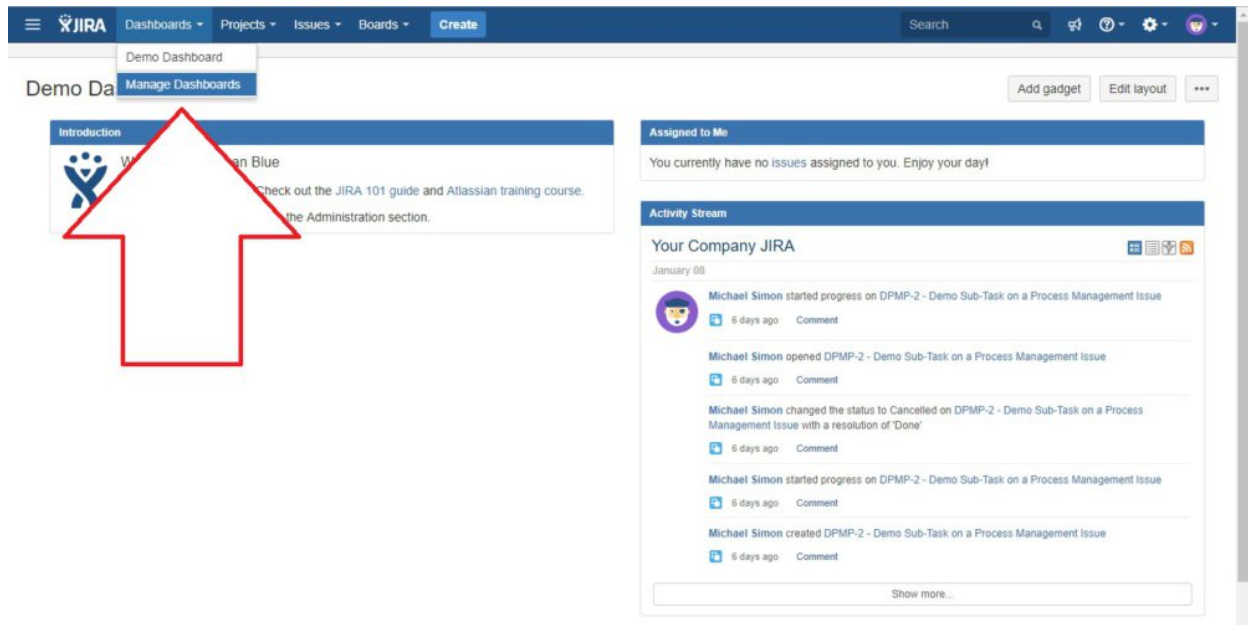 JIRA Dashboards Projects Issues Boards Create Search
Demo Dashboard
Manage Dashboards
Demo Da
Add gadget Edit layout
Introduction
an Blue
Check out the JIRA 101 guide and Atlassian training course.
the Administration section.
Assigned to Me
You currently have no issues assigned to you. Enjoy your day!
Activity Stream
Your Company JIRA
January 08
Michael Simon started progress on DPMP-2 - Demo Sub-Task on a Process Management Issue
6 days ago Comment
Michael Simon opened DPMP-2 - Demo Sub-Task on a Process Management Issue
6 days ago Comment
Michael Simon changed the status to Cancelled on DPMP-2 - Demo Sub-Task on a Process
Management Issue with a resolution of 'Done'
6 days ago Comment
Michael Simon started progress on DPMP-2 - Demo Sub-Task on a Process Management Issue
6 days ago Comment
Michael Simon created DPMP-2 - Demo Sub-Task on a Process Management Issue
6 days ago Comment
Show more...